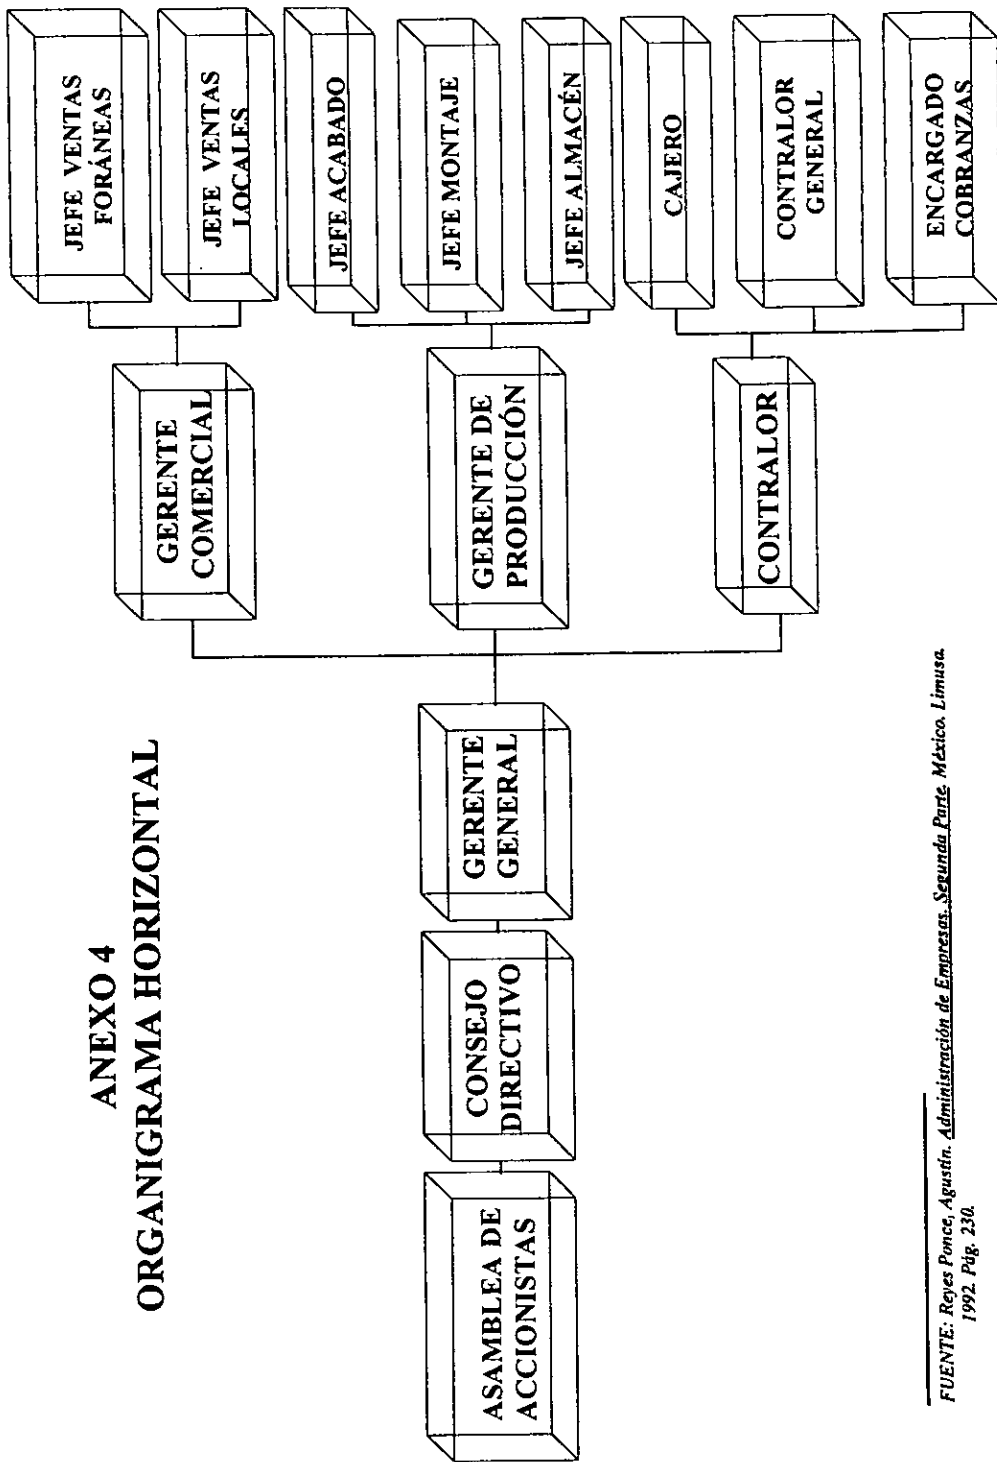 ANEXO 4
ORGANIGRAMA HORIZONTAL
ASAMBLEA DE
ACCIONISTAS
CONSEJO
DIRECTIVO
GERENTE
GENERAL
GERENTE
COMERCIAL
JEFE VENTAS
FORÁNEAS
JEFE VENTAS
LOCALES
GERENTE DE
PRODUCCIÓN
JEFE ACABADO
JEFE MONTAJE
JEFE ALMACÉN
CONTRALOR
CAJERO
CONTRALOR
GENERAL
ENCARGADO
COBRANZAS
FUENTE: Reyes Ponce, Agustín. Administración de Empresas. Segunda Parte. México. Limusa.
1992. Pág. 230.